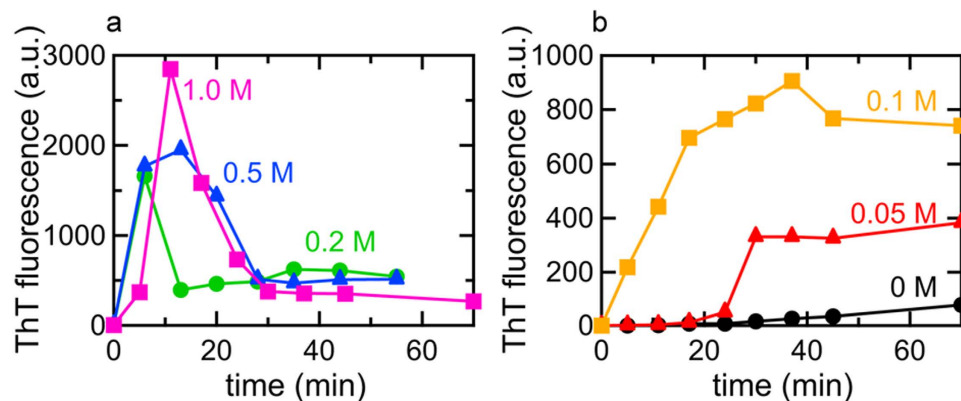 a
3000
2000
1000
0
ThT fluorescence (a.u.)
1.0 M
0.5 M
0.2 M
0 20 40 60
time (min)
b
1000
800
600
400
200
0
ThT fluorescence (a.u.)
0.1 M
0.05 M
0 M
0 20 40 60
time (min)